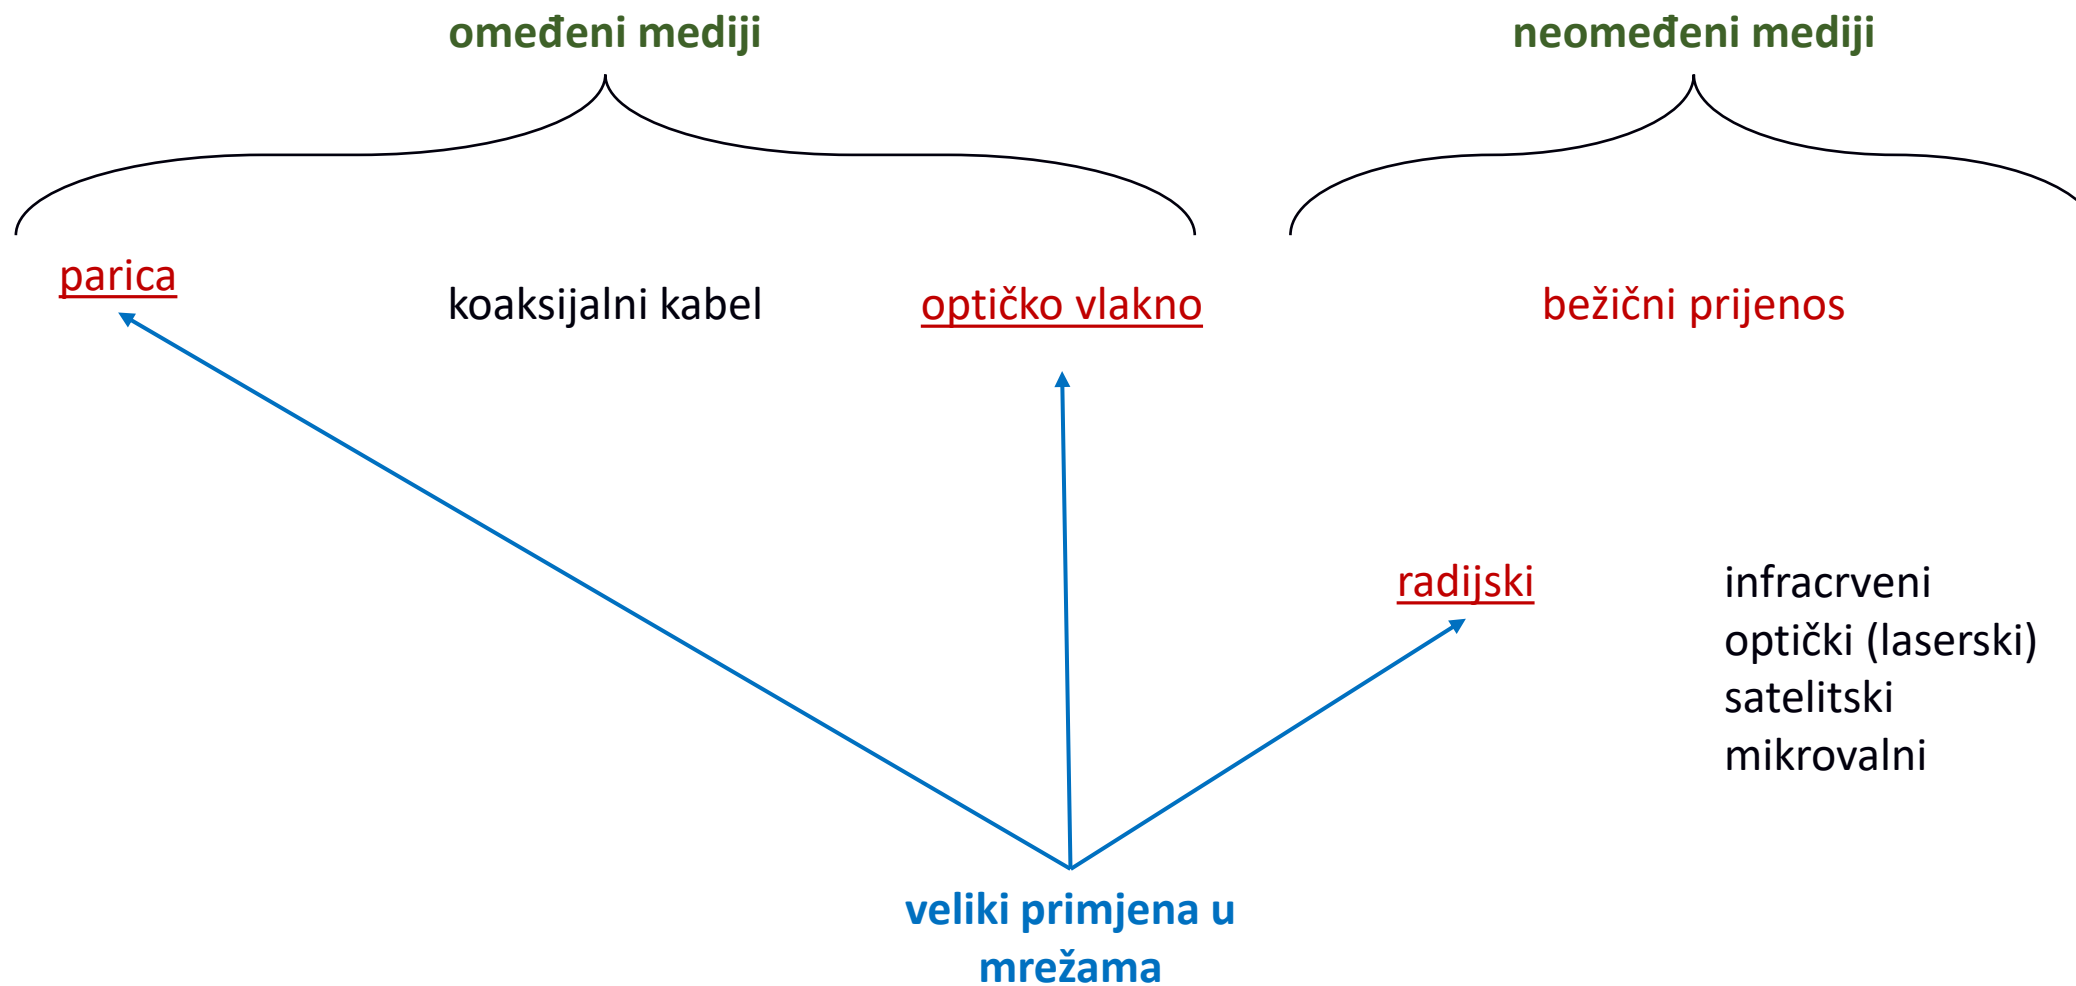 omeđeni mediji
neomeđeni mediji
parica
koaksijalni kabel
optičko vlakno
bežični prijenos
radijski
infracrveni
optički (laserski)
satelitski
mikrovalni
veliki primjena u
mrežama